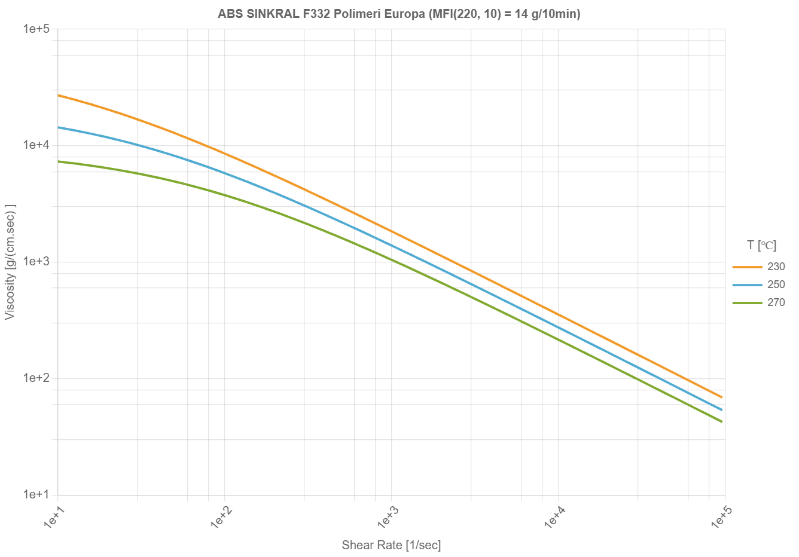 ABS SINKRAL F332 Polimeri Europa (MFI(220, 10) = 14 g/10min)
1e+5
1e+4
1e+3
1e+2
1e+1
Viscosity [g/(cm.sec) ]
1e+1
1e+2
1e+3
1e+4
1e+5
Shear Rate [1/sec]
T [°C]
230
250
270